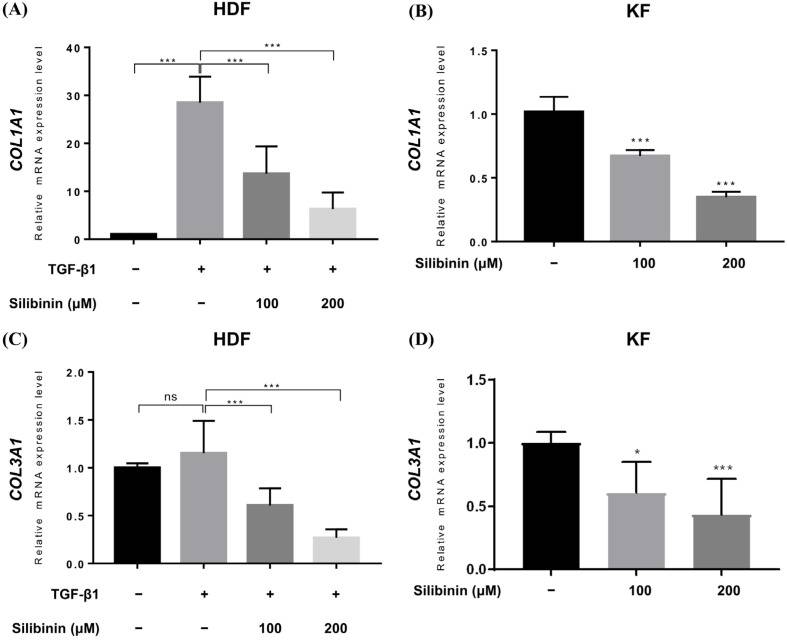 (A)
HDF
COL1A1
Relative mRNA expression level
40
30
20
10
0
***
***
***
TGF-β1
– + + +
Silibinin (μM)
– – 100 200
(B)
KF
COL1A1
Relative mRNA expression level
1.5
1.0
0.5
0.0
***
***
Silibinin (μM)
– 100 200
(C)
HDF
COL3A1
Relative mRNA expression level
2.0
1.5
1.0
0.5
0.0
ns
***
***
TGF-β1
– + + +
Silibinin (μM)
– – 100 200
(D)
KF
COL3A1
Relative mRNA expression level
1.5
1.0
0.5
0.0
*
***
Silibinin (μM)
– 100 200